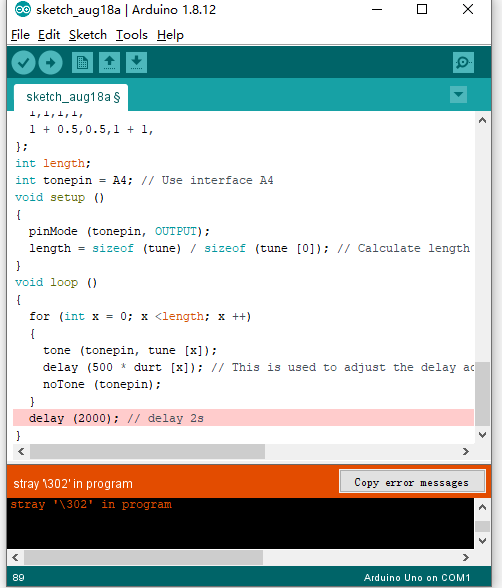 sketch_aug18a | Arduino 1.8.12
File Edit Sketch Tools Help
sketch_aug18a §
1,1,1,1,
1 + 0.5,0.5,1 + 1,
};
int length;
int tonepin = A4; // Use interface A4
void setup ()
{
pinMode (tonepin, OUTPUT);
length = sizeof (tune) / sizeof (tune [0]); // Calculate length
}
void loop ()
{
for (int x = 0; x <length; x ++)
{
tone (tonepin, tune [x]);
delay (500 * durt [x]); // This is used to adjust the delay
noTone (tonepin);
}
delay (2000); // delay 2s
}
stray '\302' in program
Copy error messages
stray '\302' in program
89
Arduino Uno on COM1